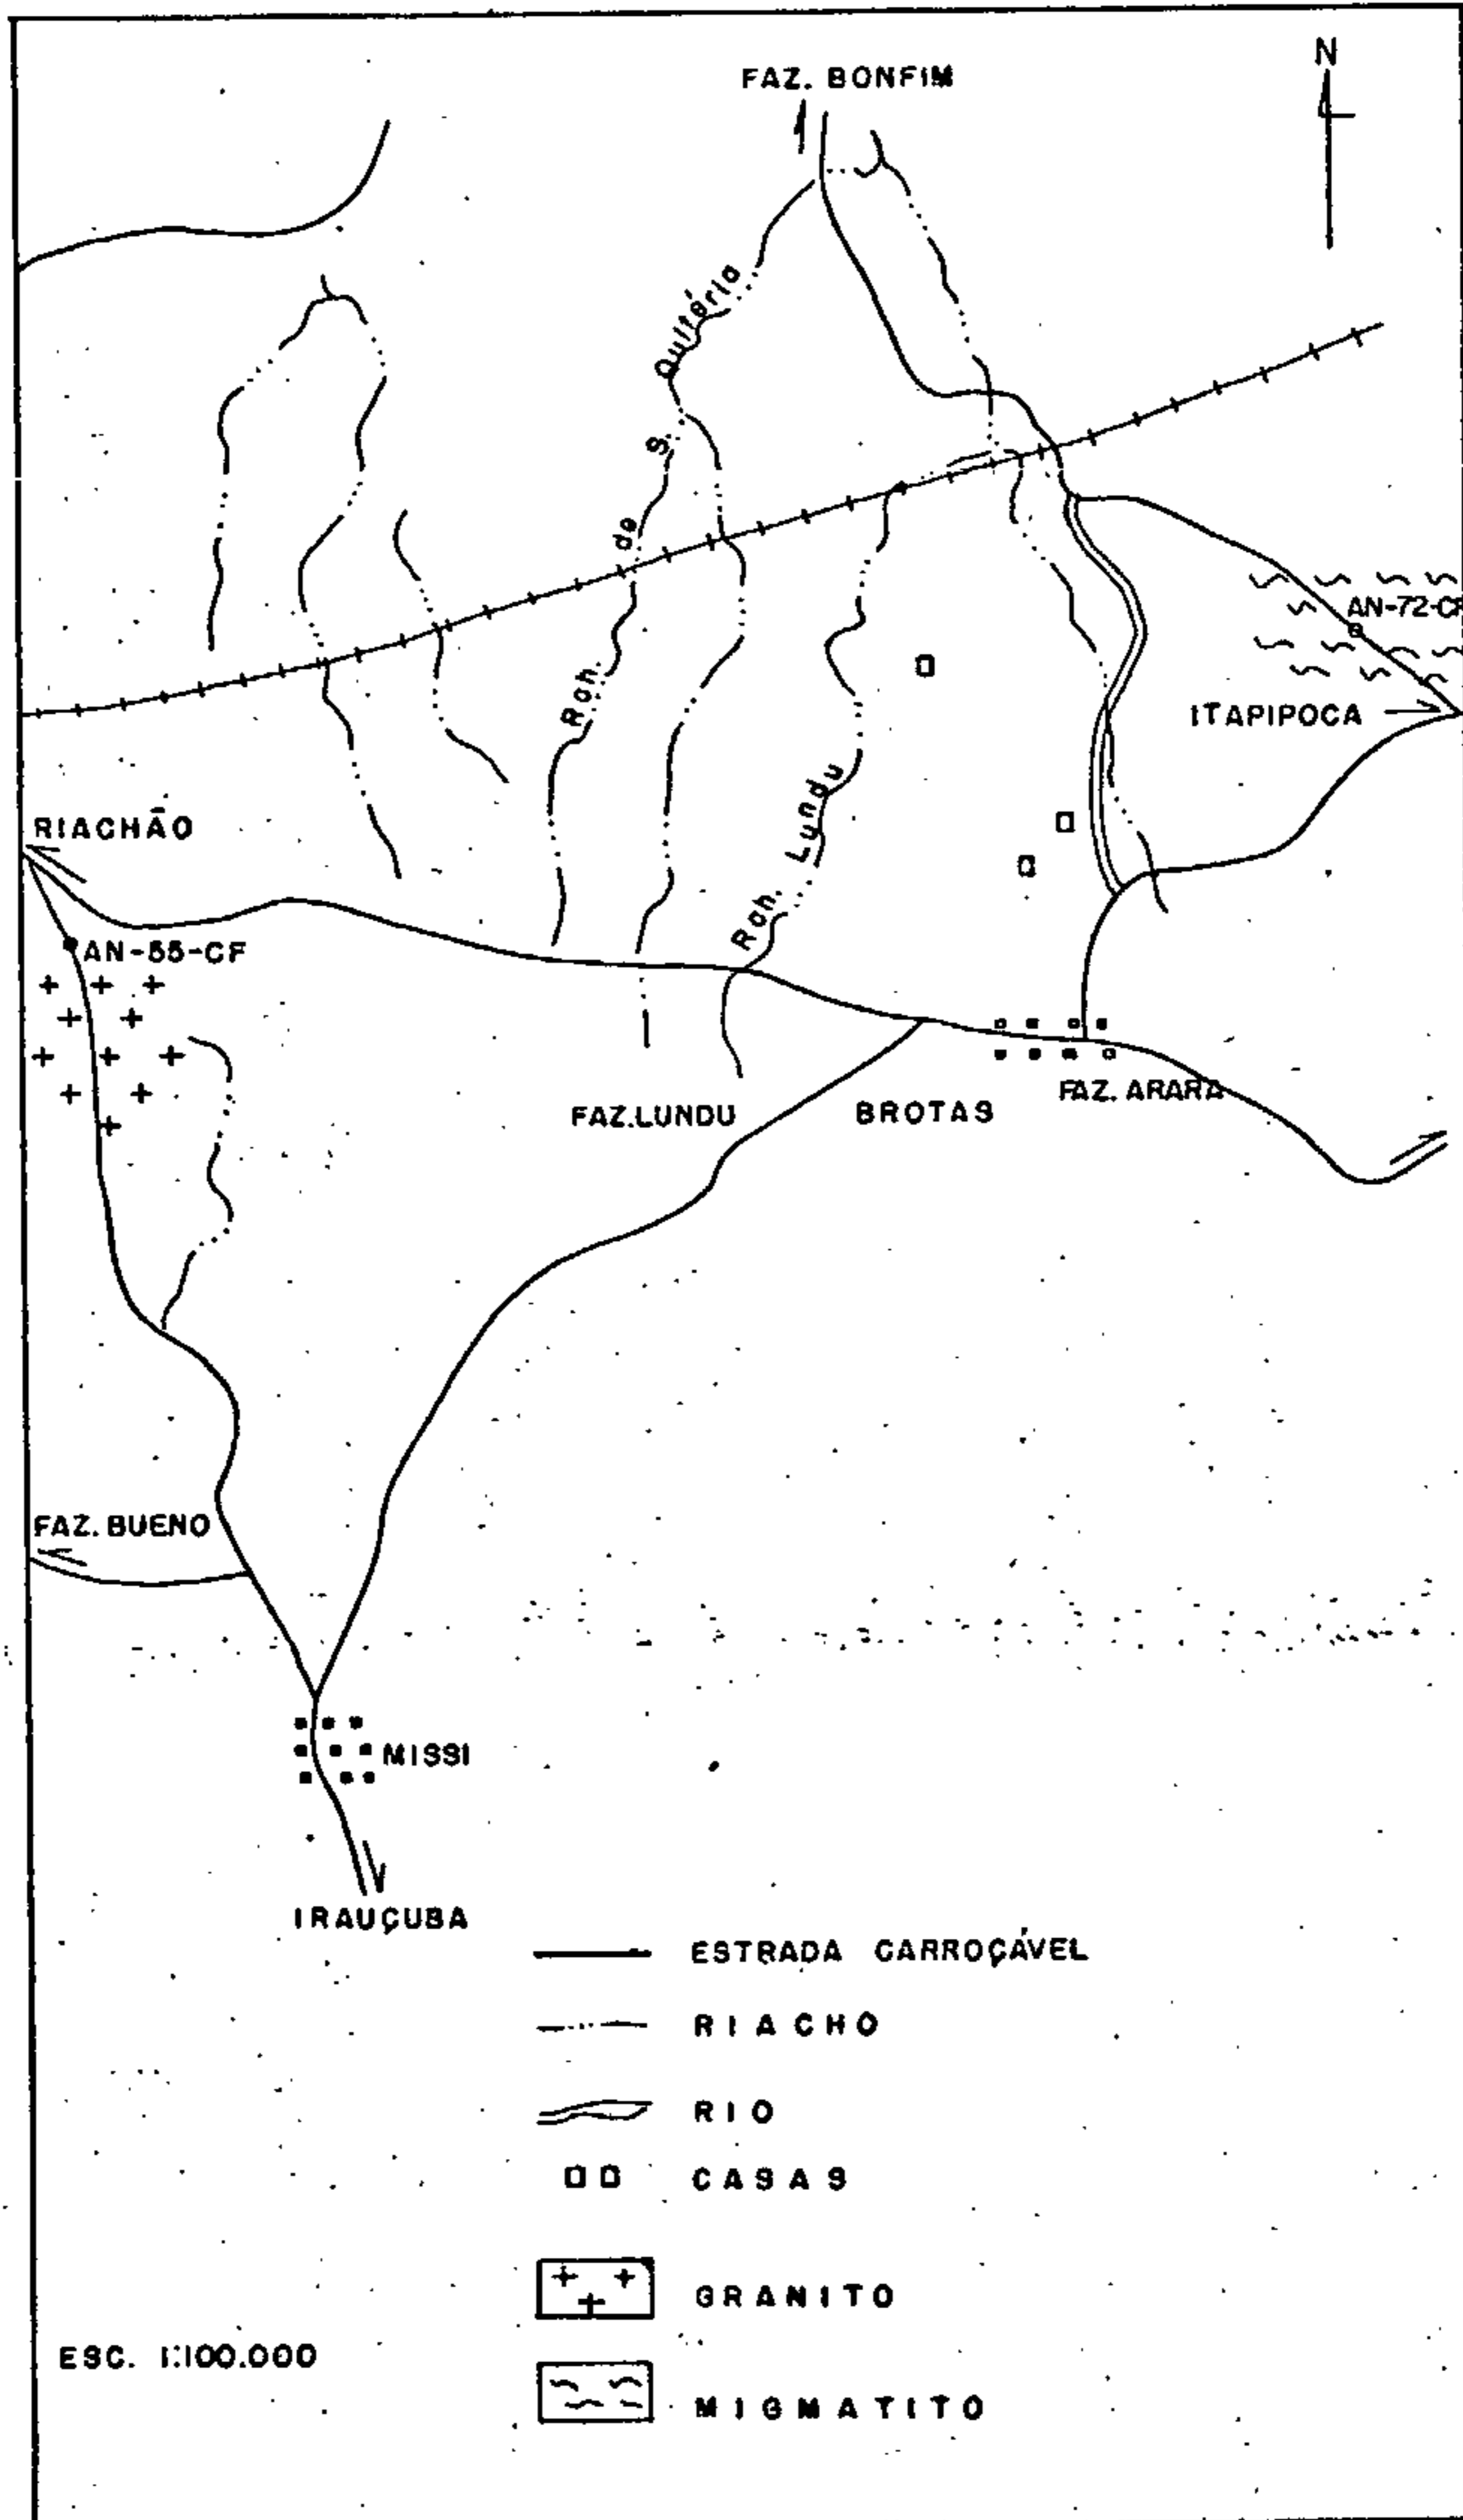 N
FAZ. BONFIM
Rch. de S. Quitéria
AN-72-CF
ITAPIPOCA
Rch. Lundu
RIACHÃO
AN-55-CF
FAZ. LUNDU
BROTAS
FAZ. ARARA
FAZ. BUENO
MISSI
IRAUÇUBA
ESTRADA CARROÇÁVEL
RIACHO
RIO
CASAS
GRANITO
ESC. 1:100.000
MIGMATITO